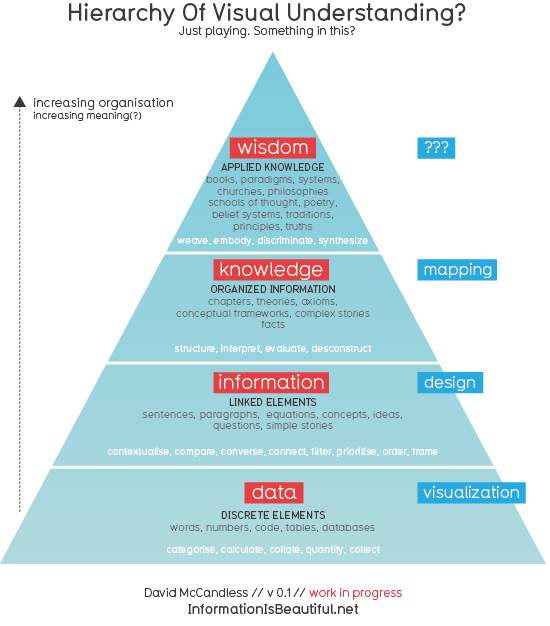 Hierarchy Of Visual Understanding?
Just playing. Something in this?
increasing organisation
increasing meaning(?)
wisdom
???
APPLIED KNOWLEDGE
books, paradigms, systems,
churches, philosophies
schools of thought, poetry,
belief systems, traditions,
principles, truths
weave, embody, discriminate, synthesize
knowledge
mapping
ORGANIZED INFORMATION
chapters, theories, axioms,
conceptual frameworks, complex stories
facts
structure, interpret, evaluate, desconstruct
information
design
LINKED ELEMENTS
sentences, paragraphs, equations, concepts, ideas,
questions, simple stories
contextualise, compare, converse, connect, filter, prioritise, order, frame
data
visualization
DISCRETE ELEMENTS
words, numbers, code, tables, databases
categorise, calculate, collate, quantify, collect
David McCandless // v 0.1 // work in progress
InformationIsBeautiful.net